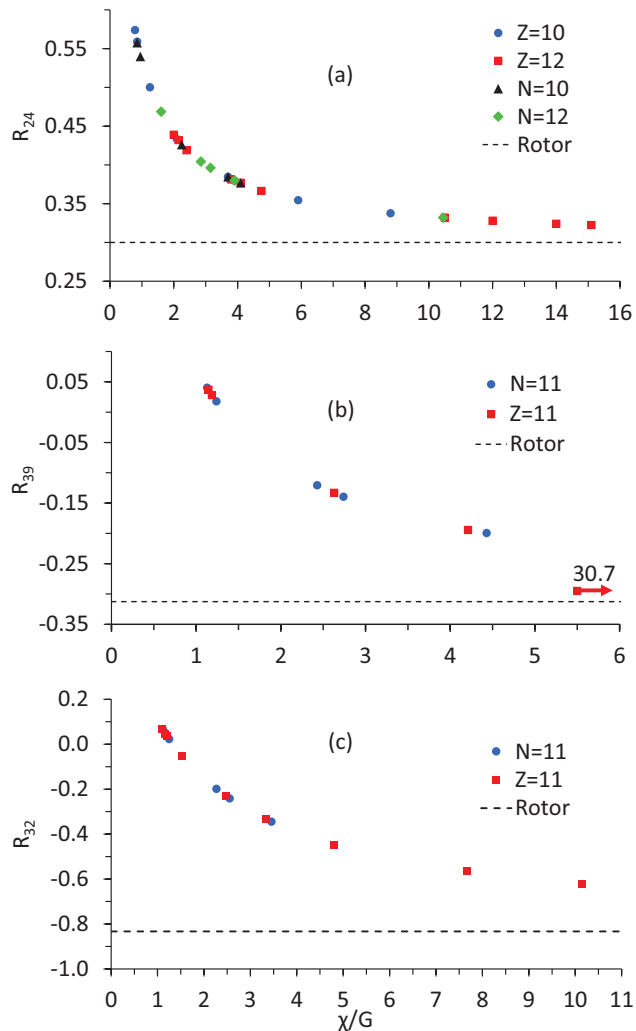 0.55
0.45
0.35
0.25
R24
(a)
Z=10
Z=12
N=10
N=12
Rotor
0 2 4 6 8 10 12 14 16
0.05
-0.05
-0.15
-0.25
-0.35
R39
(b)
N=11
Z=11
Rotor
30.7
0 1 2 3 4 5 6
0.2
0.0
-0.2
-0.4
-0.6
-0.8
-1.0
R32
(c)
N=11
Z=11
Rotor
0 1 2 3 4 5 6 7 8 9 10 11
χ/G